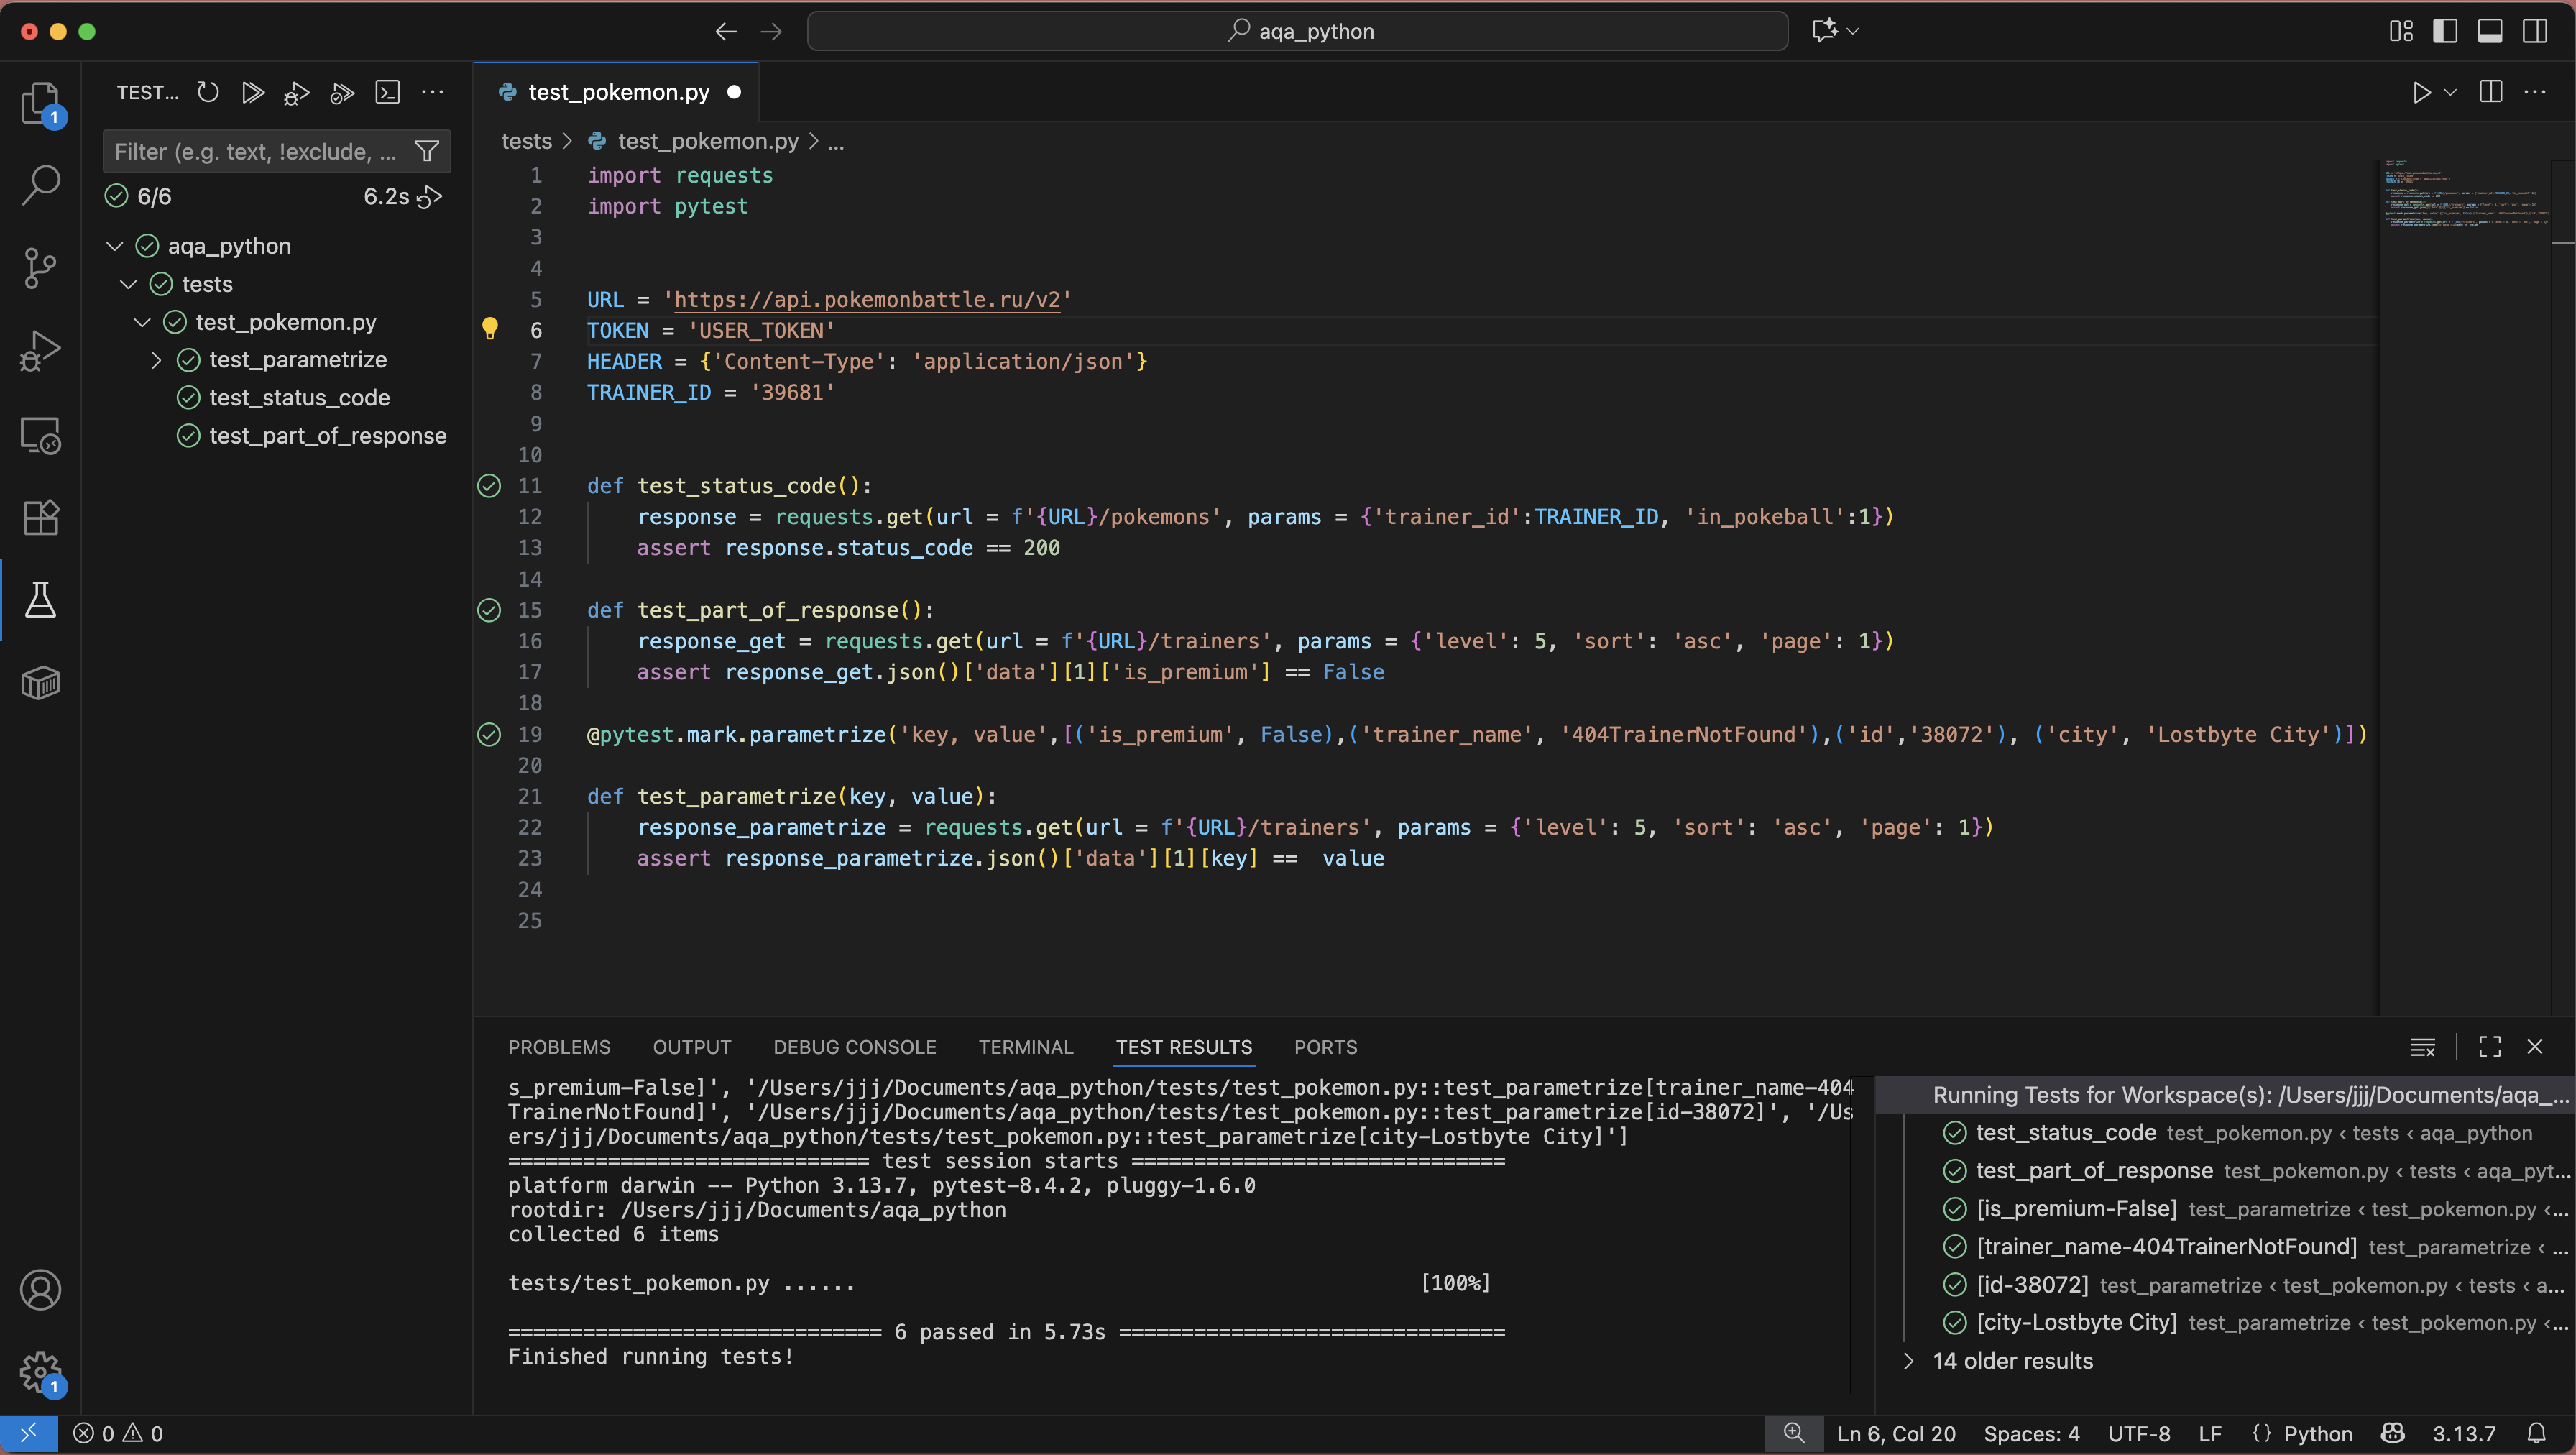 aqa_python
TEST...
Filter (e.g. text, !exclude, ...
6/6
6.2s
aqa_python
tests
test_pokemon.py
test_parametrize
test_status_code
test_part_of_response
1
test_pokemon.py
tests > test_pokemon.py > ...
1 import requests
2 import pytest
3
4
5 URL = 'https://api.pokemonbattle.ru/v2'
6 TOKEN = 'USER_TOKEN'
7 HEADER = {'Content-Type': 'application/json'}
8 TRAINER_ID = '39681'
9
10
11 def test_status_code():
12 response = requests.get(url = f'{URL}/pokemons', params = {'trainer_id':TRAINER_ID, 'in_pokeball':1})
13 assert response.status_code == 200
14
15 def test_part_of_response():
16 response_get = requests.get(url = f'{URL}/trainers', params = {'level': 5, 'sort': 'asc', 'page': 1})
17 assert response_get.json()['data'][1]['is_premium'] == False
18
19 @pytest.mark.parametrize('key, value',[('is_premium', False),('trainer_name', '404TrainerNotFound'),('id','38072'), ('city', 'Lostbyte City')])
20
21 def test_parametrize(key, value):
22 response_parametrize = requests.get(url = f'{URL}/trainers', params = {'level': 5, 'sort': 'asc', 'page': 1})
23 assert response_parametrize.json()['data'][1][key] ==  value
24
25
PROBLEMS OUTPUT DEBUG CONSOLE TERMINAL TEST RESULTS PORTS
s_premium-False]', '/Users/jjj/Documents/aqa_python/tests/test_pokemon.py::test_parametrize[trainer_name-404
TrainerNotFound]', '/Users/jjj/Documents/aqa_python/tests/test_pokemon.py::test_parametrize[id-38072]', '/Us
ers/jjj/Documents/aqa_python/tests/test_pokemon.py::test_parametrize[city-Lostbyte City]']
============================= test session starts ==============================
platform darwin -- Python 3.13.7, pytest-8.4.2, pluggy-1.6.0
rootdir: /Users/jjj/Documents/aqa_python
collected 6 items
tests/test_pokemon.py ...... [100%]
============================== 6 passed in 5.73s ===============================
Finished running tests!
Running Tests for Workspace(s): /Users/jjj/Documents/aqa_...
test_status_code test_pokemon.py ‹ tests ‹ aqa_python
test_part_of_response test_pokemon.py ‹ tests ‹ aqa_pyt...
[is_premium-False] test_parametrize ‹ test_pokemon.py ‹...
[trainer_name-404TrainerNotFound] test_parametrize ‹ ...
[id-38072] test_parametrize ‹ test_pokemon.py ‹ tests ‹ a...
[city-Lostbyte City] test_parametrize ‹ test_pokemon.py ‹...
14 older results
1
0 0
Ln 6, Col 20 Spaces: 4 UTF-8 LF {} Python 3.13.7